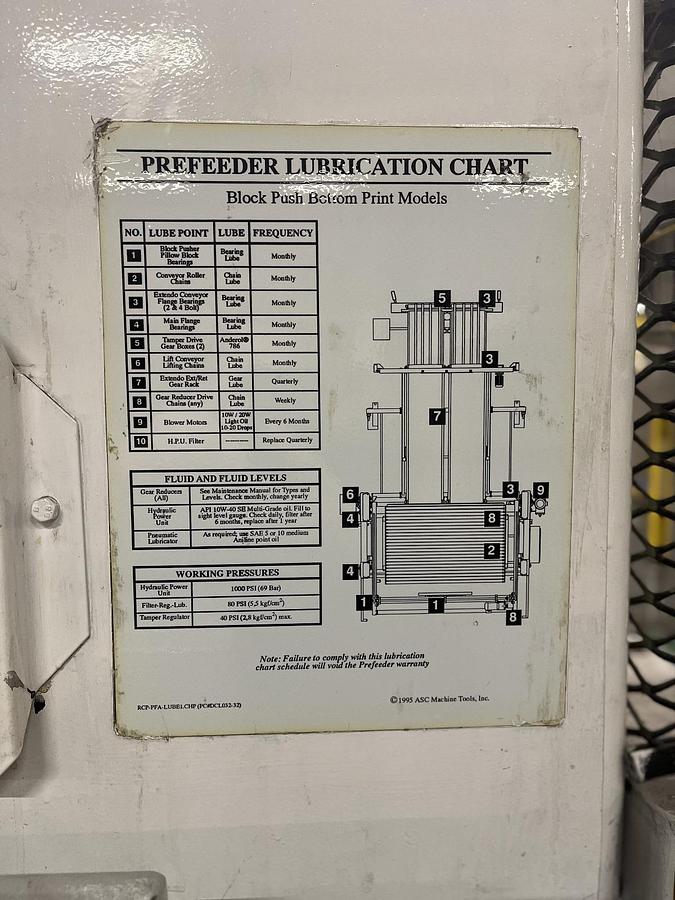 PREFEEDER LUBRICATION CHART
Block Push Bottom Print Models
NO. LUBE POINT LUBE FREQUENCY
1 Block Pusher Pillow Block Bearings Bearing Lube Monthly
2 Conveyor Roller Chains Chain Lube Monthly
3 Extendo Conveyor Flange Bearings (2 & 4 Bolt) Bearing Lube Monthly
4 Main Flange Bearings Bearing Lube Monthly
5 Tamper Drive Gear Boxes (2) Anderol® 786 Monthly
6 Lift Conveyor Lifting Chains Chain Lube Monthly
7 Extendo Ext/Ret Gear Rack Gear Lube Quarterly
8 Gear Reducer Drive Chains (any) Chain Lube Weekly
9 Blower Motors 10W / 20W Light Oil 10-20 Drops Every 6 Months
10 H.P.U. Filter ---------- Replace Quarterly
FLUID AND FLUID LEVELS
Gear Reducers (All) See Maintenance Manual for Types and Levels. Check monthly, change yearly
Hydraulic Power Unit API 10W-40 SE Multi-Grade oil. Fill to sight level gauge. Check daily, filter after 6 months, replace after 1 year
Pneumatic Lubricator As required; use SAE 5 or 10 medium Aniline point oil
WORKING PRESSURES
Hydraulic Power Unit 1000 PSI (69 Bar)
Filter-Reg.-Lub. 80 PSI (5,5 kgf/cm²)
Tamper Regulator 40 PSI (2,8 kgf/cm²) max.
5 3
3
7
6 3 9
4 8
2
4
1 1 8
Note: Failure to comply with this lubrication
chart schedule will void the Prefeeder warranty
RCP-PFA-LUBE1.CHP (PC#DCL032-32)
©1995 ASC Machine Tools, Inc.